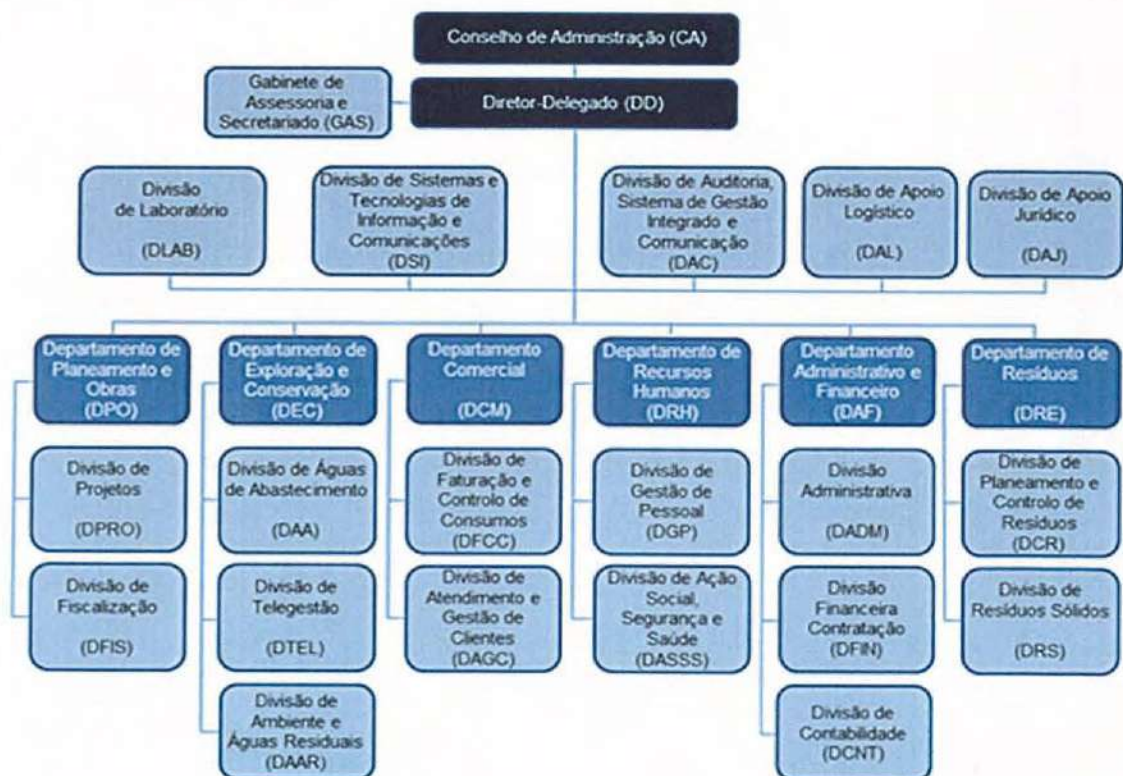 Conselho de Administração (CA)
Gabinete de
Assessoria e
Secretariado (GAS)
Diretor-Delegado (DD)
Divisão
de Laboratório
(DLAB)
Divisão de Sistemas e
Tecnologias de
Informação e
Comunicações
(DSI)
Divisão de Auditoria,
Sistema de Gestão
Integrado e
Comunicação
(DAC)
Divisão de Apoio
Logístico
(DAL)
Divisão de Apoio
Jurídico
(DAJ)
Departamento de
Planeamento e
Obras
(DPO)
Departamento de
Exploração e
Conservação
(DEC)
Departamento
Comercial
(DCM)
Departamento de
Recursos
Humanos
(DRH)
Departamento
Administrativo e
Financeiro
(DAF)
Departamento de
Resíduos
(DRE)
Divisão de
Projetos
(DPRO)
Divisão de Águas
de Abastecimento
(DAA)
Divisão de
Faturação e
Controlo de
Consumos
(DFCC)
Divisão de
Gestão de
Pessoal
(DGP)
Divisão
Administrativa
(DADM)
Divisão de
Planeamento e
Controlo de
Resíduos
(DCR)
Divisão de
Fiscalização
(DFIS)
Divisão de
Telegestão
(DTEL)
Divisão de
Atendimento e
Gestão de
Clientes
(DAGC)
Divisão de Ação
Social,
Segurança e
Saúde
(DASSS)
Divisão
Financeira
Contratação
(DFIN)
Divisão de
Resíduos Sólidos
(DRS)
Divisão de
Ambiente e
Águas Residuais
(DAAR)
Divisão de
Contabilidade
(DCNT)